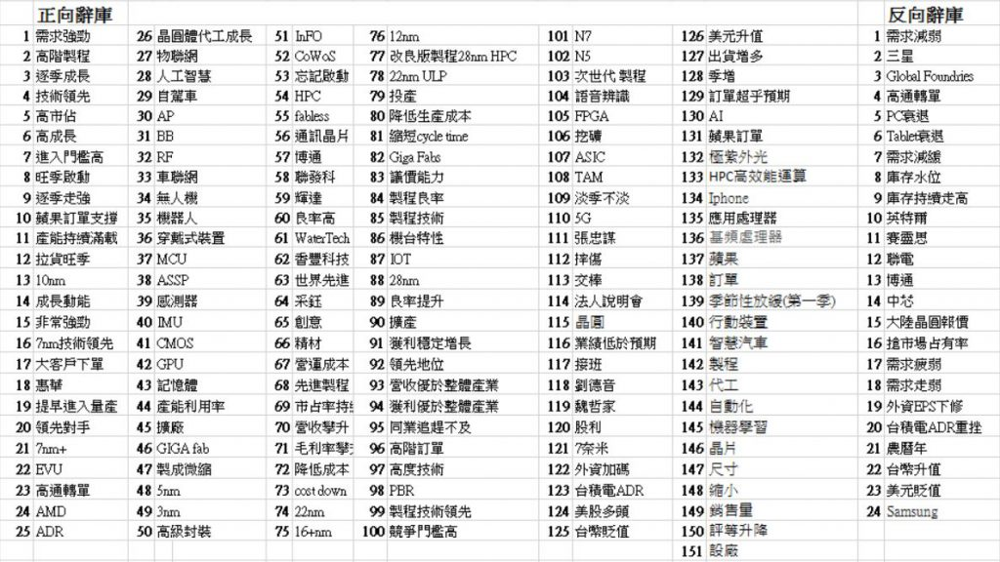 正向辭庫 反向辭庫
1 需求強勁 26 晶圓體代工成長 51 InFO 76 12nm 101 N7 126 美元升值 1 需求減弱
2 高階製程 27 物聯網 52 CoWoS 77 改良版製程28nm HPC 102 N5 127 出貨增多 2 三星
3 逐季成長 28 人工智慧 53 忘記啟動 78 22nm ULP 103 次世代 製程 128 季增 3 Global Foundries
4 技術領先 29 自駕車 54 HPC 79 投產 104 語音辨識 129 訂單超乎預期 4 高通轉單
5 高市佔 30 AP 55 fabless 80 降低生產成本 105 FPGA 130 AI 5 PC衰退
6 高成長 31 BB 56 通訊晶片 81 縮短cycle time 106 挖礦 131 蘋果訂單 6 Tablet衰退
7 進入門檻高 32 RF 57 博通 82 Giga Fabs 107 ASIC 132 極紫外光 7 需求減緩
8 旺季啟動 33 車聯網 58 聯發科 83 議價能力 108 TAM 133 HPC高效能運算 8 庫存水位
9 逐季走強 34 無人機 59 輝達 84 製程良率 109 淡季不淡 134 Iphone 9 庫存持續走高
10 蘋果訂單支撐 35 機器人 60 良率高 85 製程技術 110 5G 135 應用處理器 10 英特爾
11 產能持續滿載 36 穿戴式裝置 61 WaterTech 86 機台特性 111 張忠謀 136 基頻處理器 11 賽靈思
12 拉貨旺季 37 MCU 62 香豐科技 87 IOT 112 摔傷 137 蘋果 12 聯電
13 10nm 38 ASSP 63 世界先進 88 28nm 113 交棒 138 訂單 13 博通
14 成長動能 39 感測器 64 采鈺 89 良率提升 114 法人說明會 139 季節性放緩(第一季) 14 中芯
15 非常強勁 40 IMU 65 創意 90 擴產 115 晶圓 140 行動裝置 15 大陸晶圓報價
16 7nm技術領先 41 CMOS 66 精材 91 獲利穩定增長 116 業績低於預期 141 智慧汽車 16 搶市場占有率
17 大客戶下單 42 GPU 67 營運成本 92 領先地位 117 接班 142 製程 17 需求疲弱
18 惠華 43 記憶體 68 先進製程 93 營收優於整體產業 118 劉德音 143 代工 18 需求走弱
19 提早進入量產 44 產能利用率 69 市占率持 94 獲利優於整體產業 119 魏哲家 144 自動化 19 外資EPS下修
20 領先對手 45 擴廠 70 營收攀升 95 同業追趕不及 120 股利 145 機器學習 20 台積電ADR重挫
21 7nm+ 46 GIGA fab 71 毛利率攀 96 高階訂單 121 7奈米 146 晶片 21 農曆年
22 EVU 47 製成微縮 72 降低成本 97 高度技術 122 外資加碼 147 尺寸 22 台幣升值
23 高通轉單 48 5nm 73 cost down 98 PBR 123 台積電ADR 148 縮小 23 美元貶值
24 AMD 49 3nm 74 22nm 99 製程技術領先 124 美股多頭 149 銷售量 24 Samsung
25 ADR 50 高級封裝 75 16+nm 100 競爭門檻高 125 台幣貶值 150 評等升降
151 設廠